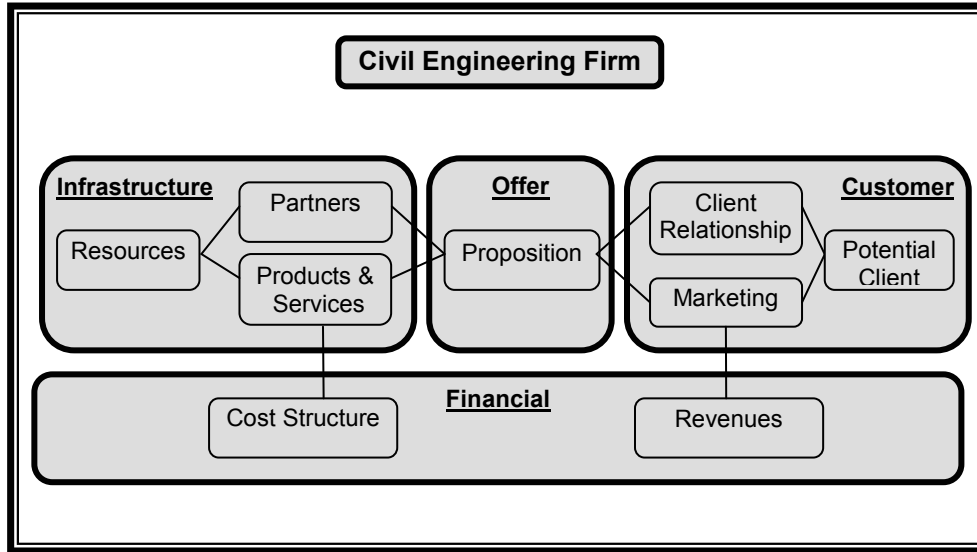 Civil Engineering Firm
Infrastructure
Resources
Partners
Products &
Services
Offer
Proposition
Customer
Client
Relationship
Marketing
Potential
Client
Financial
Cost Structure
Revenues